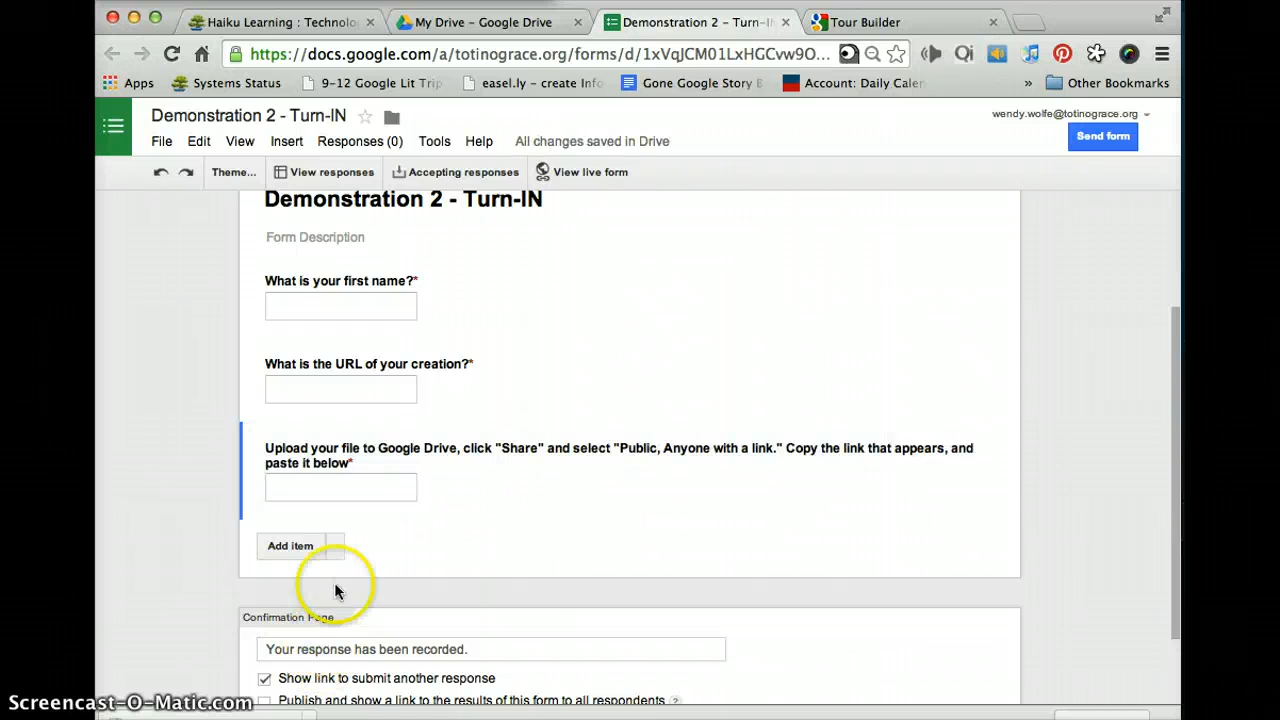 Haiku Learning : Technolo
My Drive - Google Drive
Demonstration 2 - Turn-IN
Tour Builder
https://docs.google.com/a/totinograce.org/forms/d/1xVqJCM01LxHGCvw9O...
Apps
Systems Status
9-12 Google Lit Trip
easel.ly - create Info
Gone Google Story B
Account: Daily Calen
»
Other Bookmarks
Demonstration 2 - Turn-IN
wendy.wolfe@totinograce.org
File Edit View Insert Responses (0) Tools Help All changes saved in Drive
Send form
Theme... View responses Accepting responses View live form
Demonstration 2 - Turn-IN
Form Description
What is your first name?*
What is the URL of your creation?*
Upload your file to Google Drive, click "Share" and select "Public, Anyone with a link." Copy the link that appears, and
paste it below*
Add item
Confirmation Page
Your response has been recorded.
Show link to submit another response
Publish and show a link to the results of this form to all respondents ?
Screencast-O-Matic.com